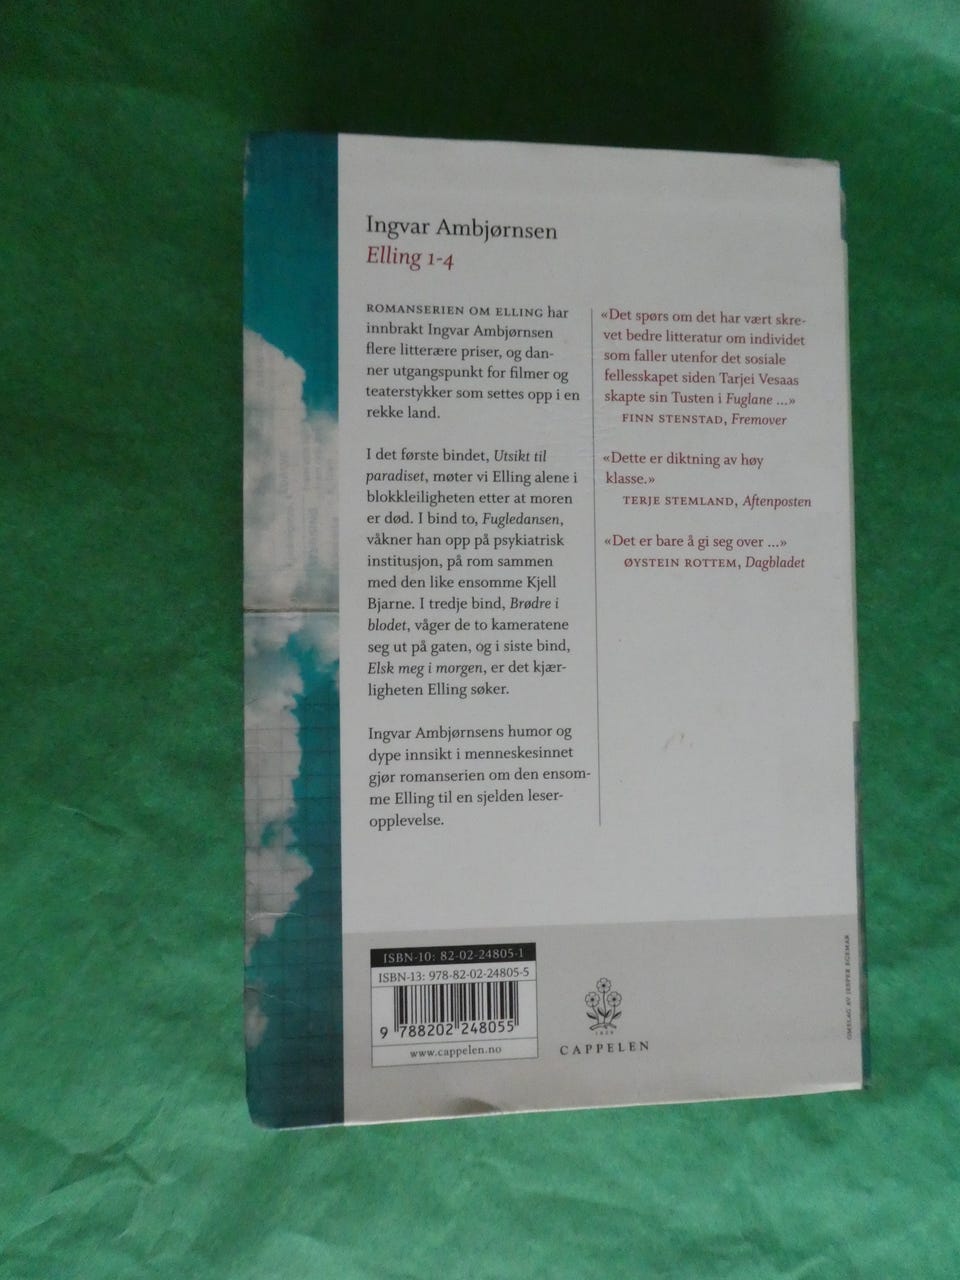 Ingvar Ambjørnsen
Elling 1-4
ROMANSERIEN OM ELLING har
innbrakt Ingvar Ambjørnsen
flere litterære priser, og dan-
ner utgangspunkt for filmer og
teaterstykker som settes opp i en
rekke land.
I det første bindet, Utsikt til
paradiset, møter vi Elling alene i
blokkleiligheten etter at moren
er død. I bind to, Fugledansen,
våkner han opp på psykiatrisk
institusjon, på rom sammen
med den like ensomme Kjell
Bjarne. I tredje bind, Brødre i
blodet, våger de to kameratene
seg ut på gaten, og i siste bind,
Elsk meg i morgen, er det kjær-
ligheten Elling søker.
Ingvar Ambjørnsens humor og
dype innsikt i menneskesinnet
gjør romanserien om den ensom-
me Elling til en sjelden leser-
opplevelse.
«Det spørs om det har vært skre-
vet bedre litteratur om individet
som faller utenfor det sosiale
fellesskapet siden Tarjei Vesaas
skapte sin Tusten i Fuglane ...»
FINN STENSTAD, Fremover
«Dette er diktning av høy
klasse.»
TERJE STEMLAND, Aftenposten
«Det er bare å gi seg over ...»
ØYSTEIN ROTTEM, Dagbladet
ISBN-10: 82-02-24805-1
ISBN-13: 978-82-02-24805-5
9 788202 248055
www.cappelen.no
1829
CAPPELEN
OMSLAG AV JESPER EGEMAR